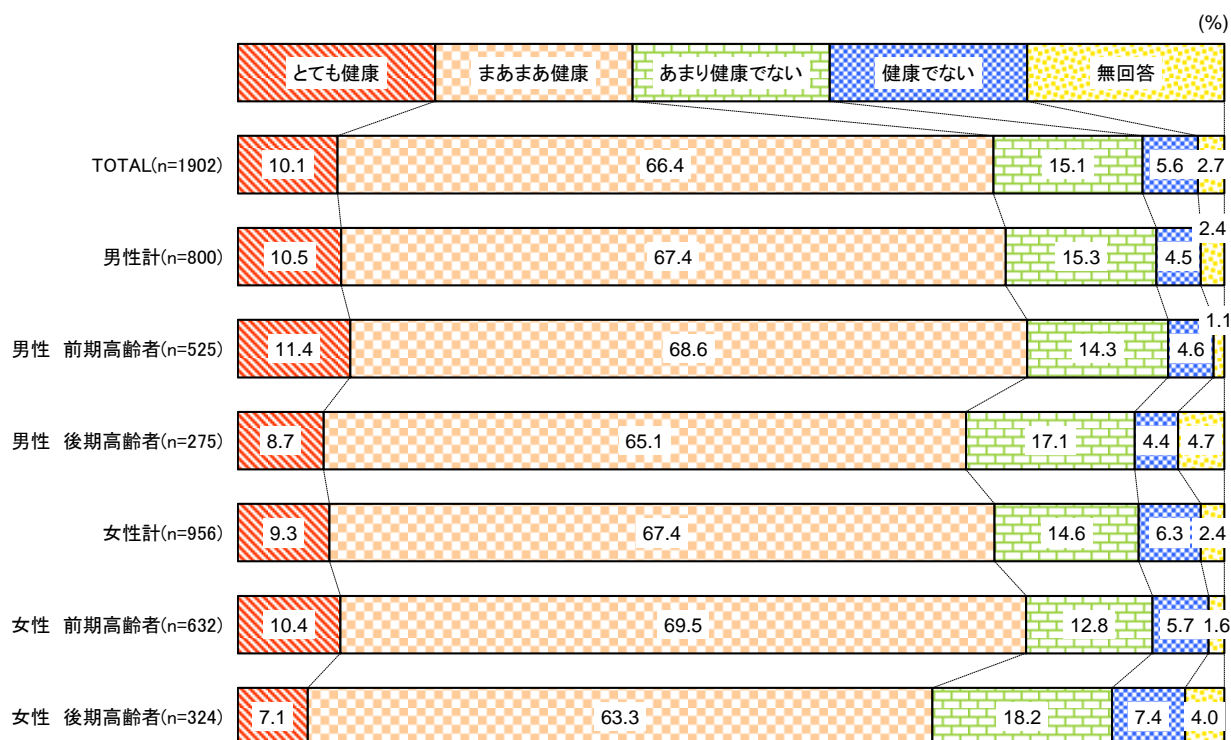 (%)
とても健康 まあまあ健康 あまり健康でない 健康でない 無回答
TOTAL(n=1902) 10.1 66.4 15.1 5.6 2.7
男性計(n=800) 10.5 67.4 15.3 4.5 2.4
男性 前期高齢者(n=525) 11.4 68.6 14.3 4.6 1.1
男性 後期高齢者(n=275) 8.7 65.1 17.1 4.4 4.7
女性計(n=956) 9.3 67.4 14.6 6.3 2.4
女性 前期高齢者(n=632) 10.4 69.5 12.8 5.7 1.6
女性 後期高齢者(n=324) 7.1 63.3 18.2 7.4 4.0